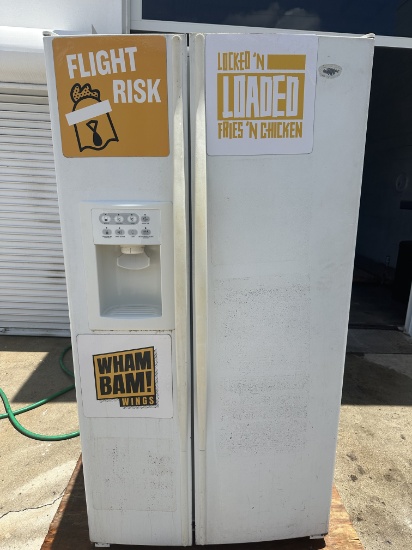 FLIGHT
RISK
LOCKED 'N
LOADED
FRIES 'N CHICKEN
WHAM
BAM!
WINGS